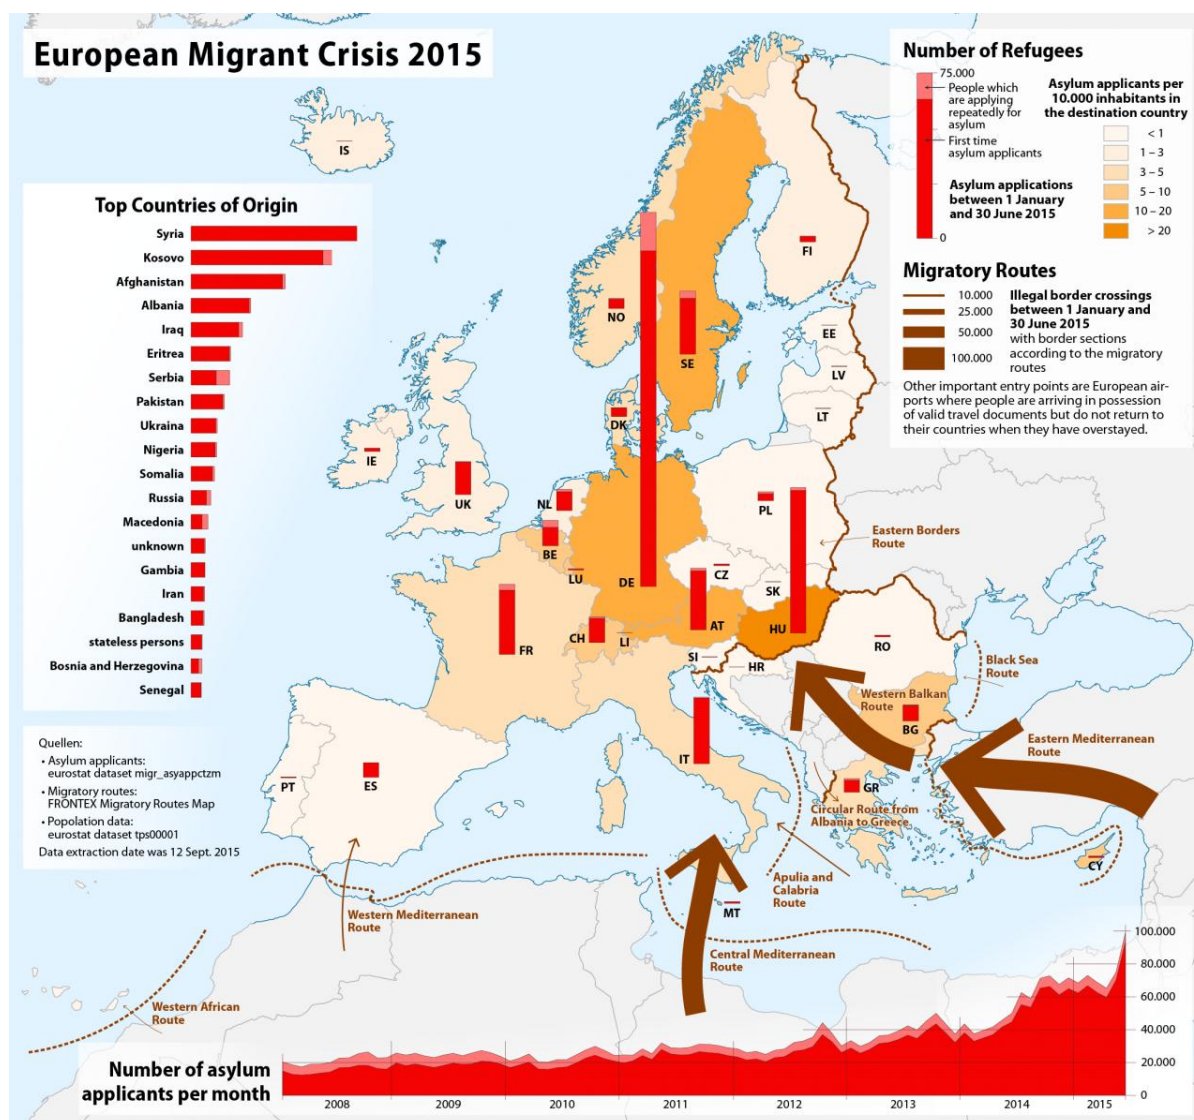 European Migrant Crisis 2015
Top Countries of Origin
Syria
Kosovo
Afghanistan
Albania
Iraq
Eritrea
Serbia
Pakistan
Ukraina
Nigeria
Somalia
Russia
Macedonia
unknown
Gambia
Iran
Bangladesh
stateless persons
Bosnia and Herzegovina
Senegal
Quellen:
• Asylum applicants:
eurostat dataset migr_asyappctzm
• Migratory routes:
FRONTEX Migratory Routes Map
• Popolation data:
eurostat dataset tps00001
Data extraction date was 12 Sept. 2015
Number of Refugees
75.000
People which
are applying
repeatedly for
asylum
First time
asylum applicants
Asylum applications
between 1 January
and 30 June 2015
0
Asylum applicants per
10.000 inhabitants in
the destination country
< 1
1 – 3
3 – 5
5 – 10
10 – 20
> 20
Migratory Routes
10.000
25.000
50.000
100.000
Illegal border crossings
between 1 January and
30 June 2015
with border sections
according to the migratory
routes
Other important entry points are European air-
ports where people are arriving in possession
of valid travel documents but do not return to
their countries when they have overstayed.
IS
FI
NO
SE
EE
LV
LT
DK
IE
UK
NL
BE
LU
DE
PL
CZ
SK
FR
CH
LI
AT
HU
SI
HR
RO
BG
IT
PT
ES
GR
CY
MT
Eastern Borders
Route
Black Sea
Route
Western Balkan
Route
Eastern Mediterranean
Route
Circular Route from
Albania to Greece
Apulia and
Calabria
Route
Central Mediterranean
Route
Western Mediterranean
Route
Western African
Route
Number of asylum
applicants per month
100.000
80.000
60.000
40.000
20.000
0
2008
2009
2010
2011
2012
2013
2014
2015